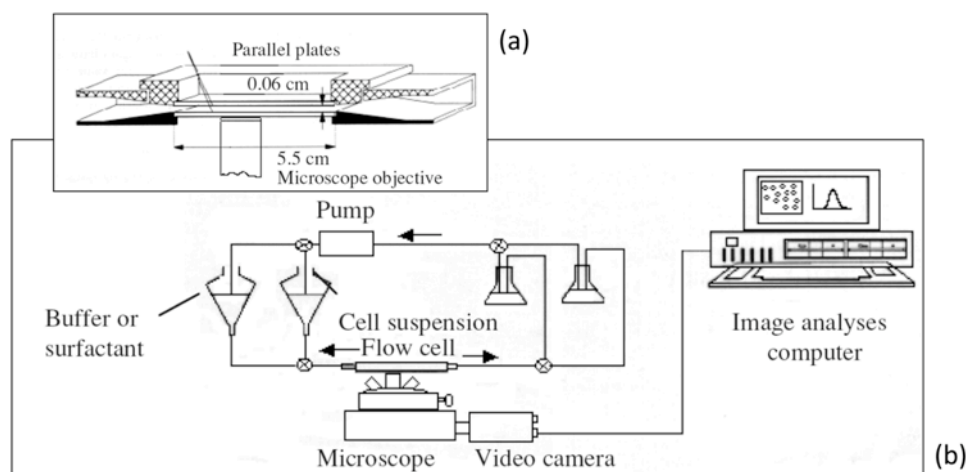 (a)
Parallel plates
0.06 cm
5.5 cm
Microscope objective
Pump
Buffer or
surfactant
Cell suspension
Flow cell
Image analyses
computer
Microscope
Video camera
(b)